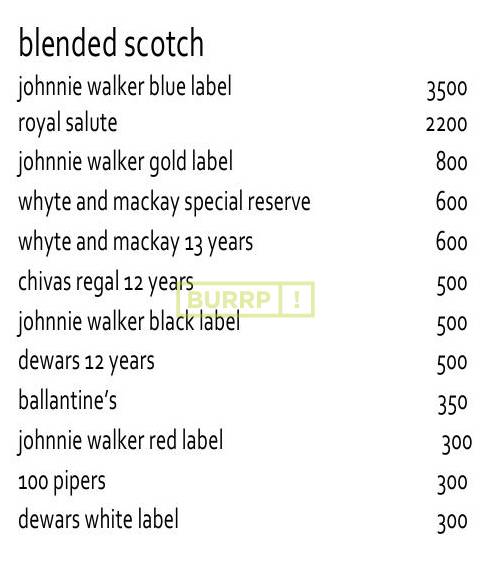 blended scotch
johnnie walker blue label 3500
royal salute 2200
johnnie walker gold label 800
whyte and mackay special reserve 600
whyte and mackay 13 years 600
chivas regal 12 years 500
BURRP!
johnnie walker black label 500
dewars 12 years 500
ballantine's 350
johnnie walker red label 300
100 pipers 300
dewars white label 300